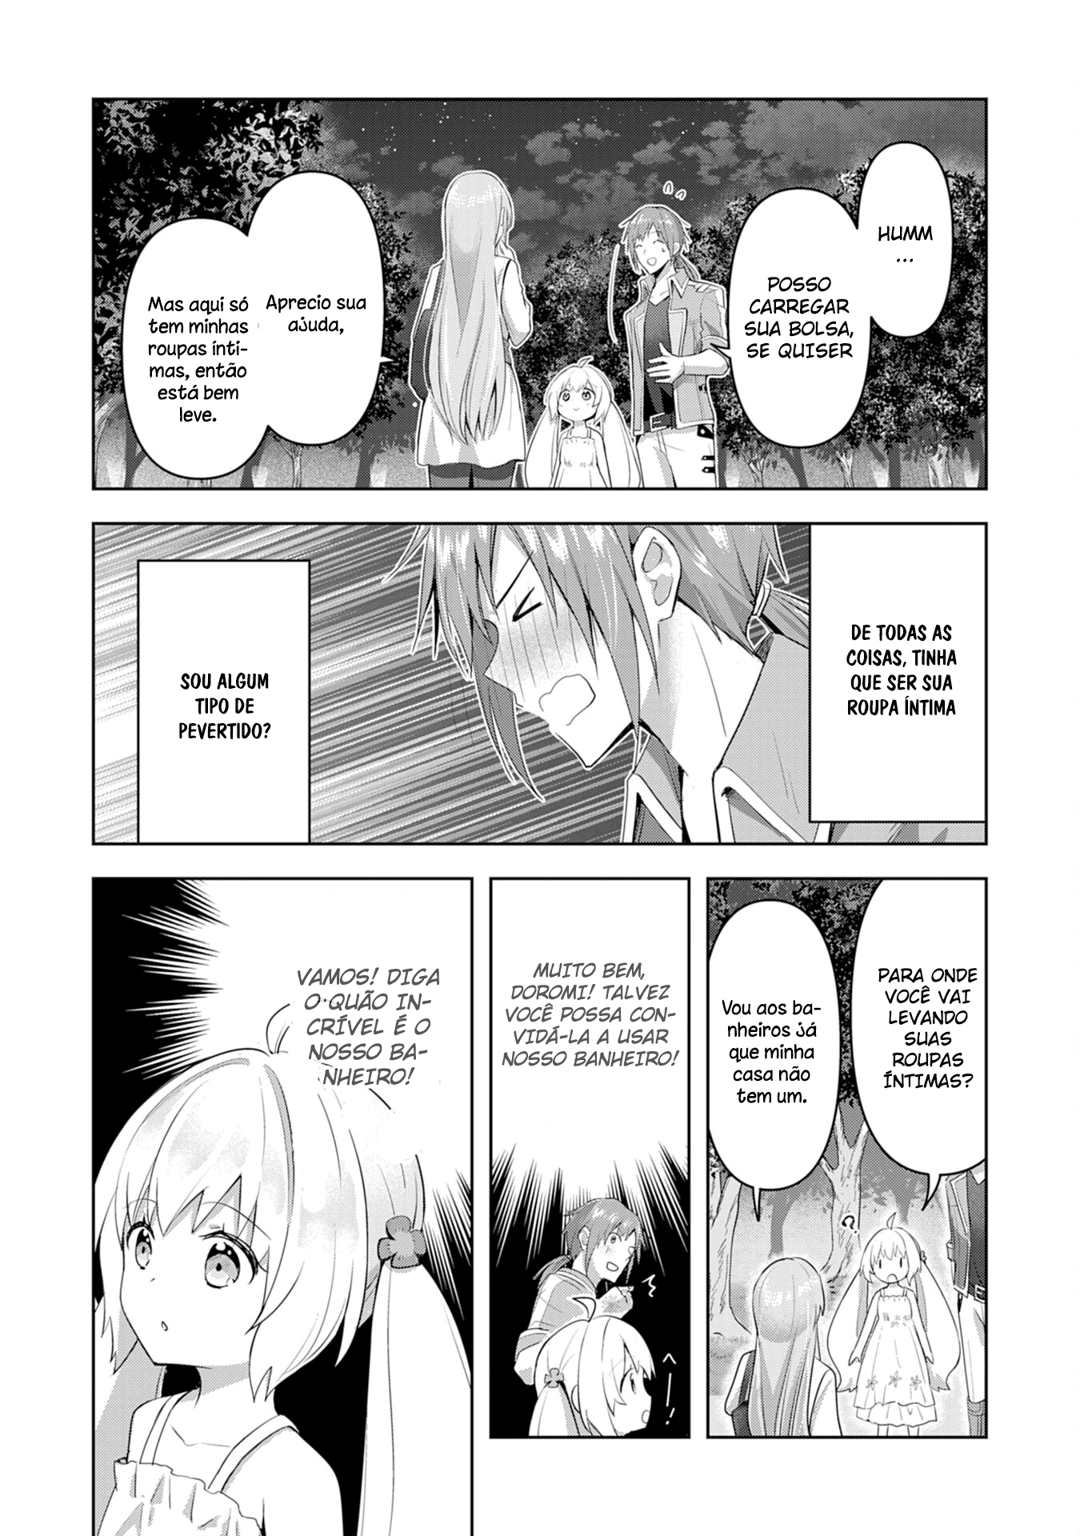 HUMM
...
POSSO
CARREGAR
SUA BOLSA,
SE QUISER
Aprecio sua
ajuda,
Mas aqui só
tem minhas
roupas ínti-
mas, então
está bem
leve.
DE TODAS AS
COISAS, TINHA
QUE SER SUA
ROUPA ÍNTIMA
SOU ALGUM
TIPO DE
PEVERTIDO?
PARA ONDE
VOCÊ VAI
LEVANDO
SUAS
ROUPAS
ÍNTIMAS?
Vou aos ba-
nheiros já
que minha
casa não
tem um.
?
MUITO BEM,
DOROMI! TALVEZ
VOCÊ POSSA CON-
VIDÁ-LA A USAR
NOSSO BANHEIRO!
VAMOS! DIGA
O QUÃO IN-
CRÍVEL É O
NOSSO BA-
NHEIRO!